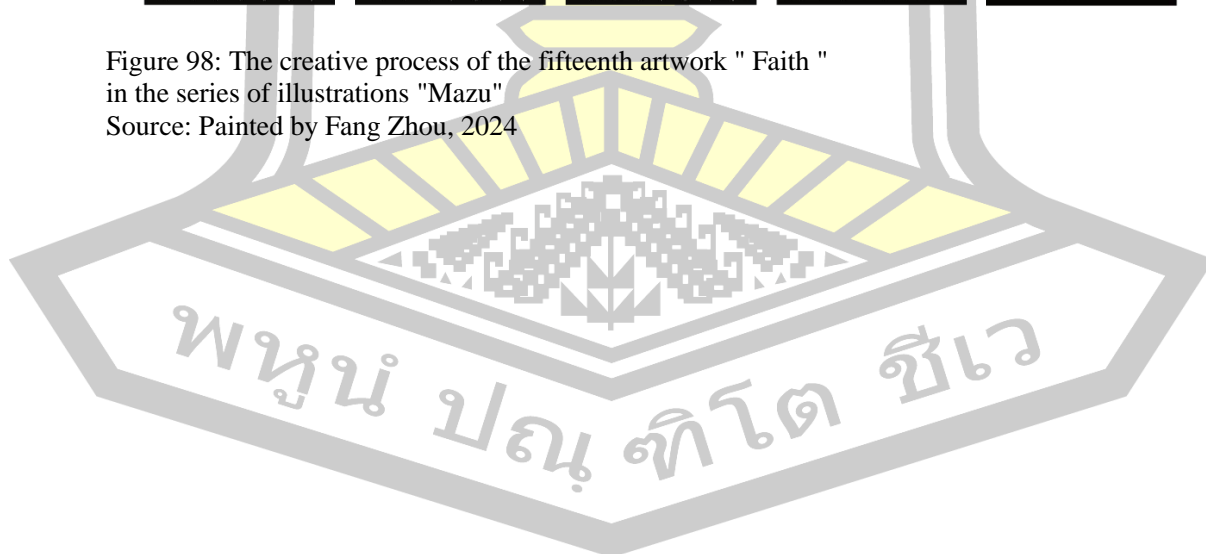 Figure 98: The creative process of the fifteenth artwork " Faith "
in the series of illustrations "Mazu"
Source: Painted by Fang Zhou, 2024
พหูนํ ปณฺฑิโต ชีเว